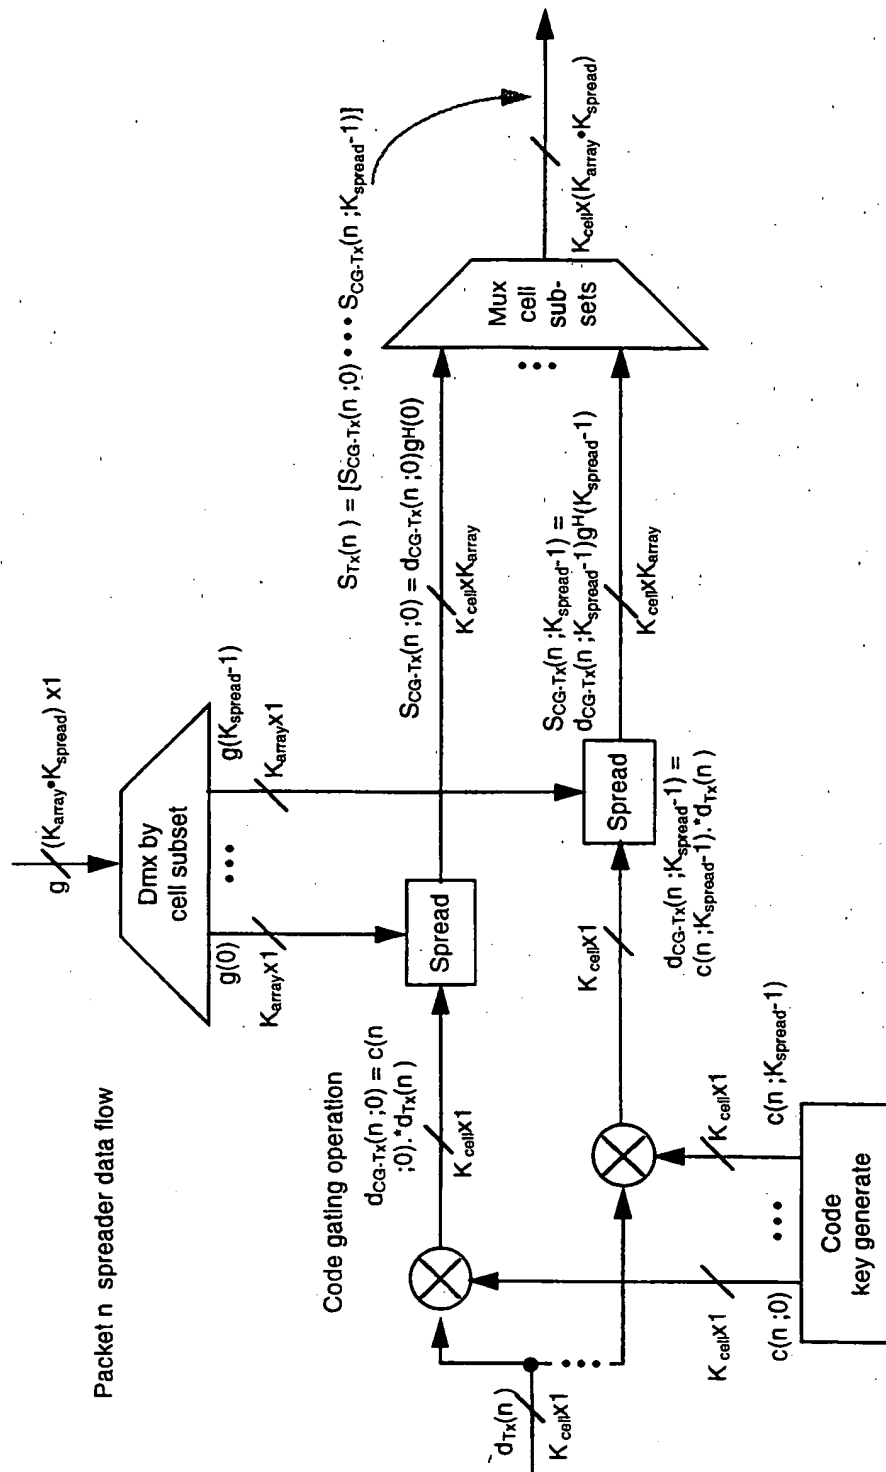 Packet n spreader data flow
g
(Karray•Kspread) x1
Dmx by
cell subset
g(0)
Karrayx1
•••
g(Kspread-1)
Karrayx1
STx(n) = [SCG-Tx(n ;0) • • • SCG-Tx(n ;Kspread-1)]
Code gating operation
dCG-Tx(n ;0) = c(n
;0).*dTx(n)
Kcellx1
Spread
SCG-Tx(n ;0) = dCG-Tx(n ;0)gH(0)
KcellxKarray
Mux
cell
sub-
sets
•••
Kcellx(Karray•Kspread)
dTx(n)
Kcellx1
••••
Kcellx1
Spread
SCG-Tx(n ;Kspread-1) =
dCG-Tx(n ;Kspread-1)gH(Kspread-1)
KcellxKarray
dCG-Tx(n ;Kspread-1) =
c(n ;Kspread-1).*dTx(n)
Kcellx1
c(n ;0)
•••
Kcellx1
c(n ;Kspread-1)
Code
key generate